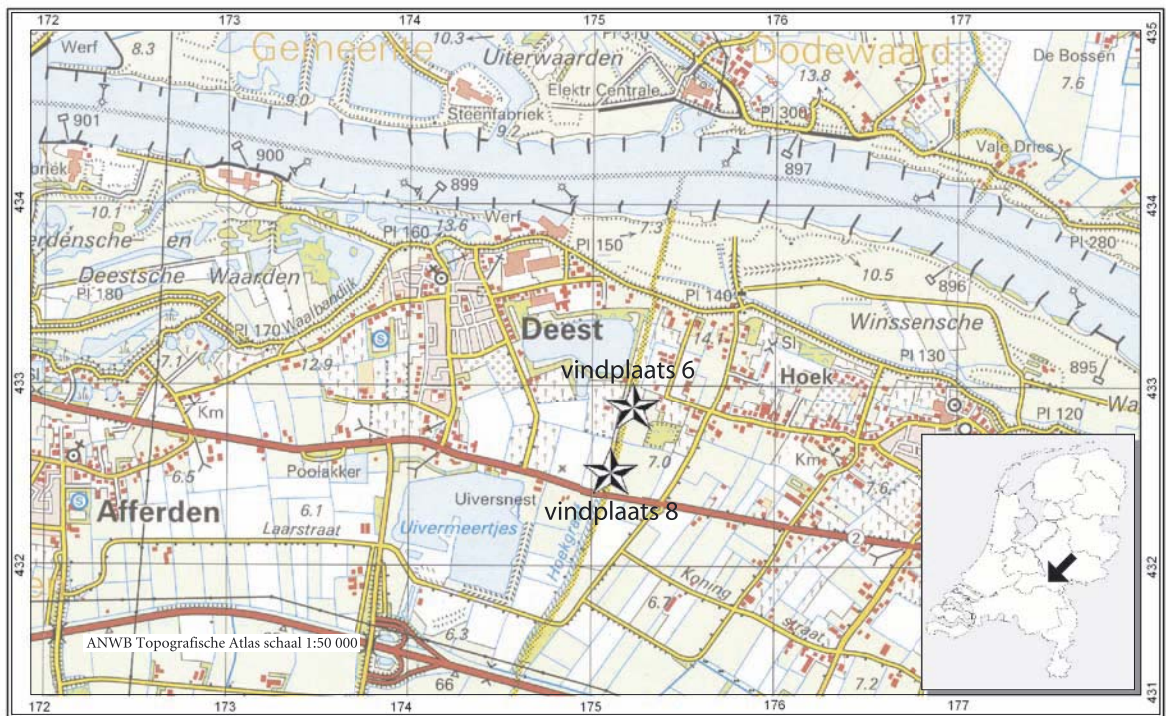 172 173 174 175 176 177
435
Werf
8.3
Gemeente
10.3
Uiterwaarden
Pl 310
Dodewaard
De Bossen
7.6
13.8
Elektr Centrale
9.0
Steenfabriek
9.2
Pl 300
901
900
899
897
Vale Dries
434
434
10.1
Werf
13.6
Pl 160
Pl 150
7.3
Pl 280
10.5
896
Deestsche Waarden
Pl 180
Waalbandijk
Pl 170
Pl 140
Winssensche
S
Deest
14.1
Sl
Pl 130
895
17.1
12.9
vindplaats 6
Hoek
433
433
Sl
Km
Pl 120
Poolakker
7.0
Km
6.5
Uiversnest
7.6
S
Afferden
6.1
Laarstraat
Uivermeertjes
vindplaats 8
2
432
432
Koning
straat
6.7
6.3
ANWB Topografische Atlas schaal 1:50 000
66
7.2
431
172 173 174 175 176 177